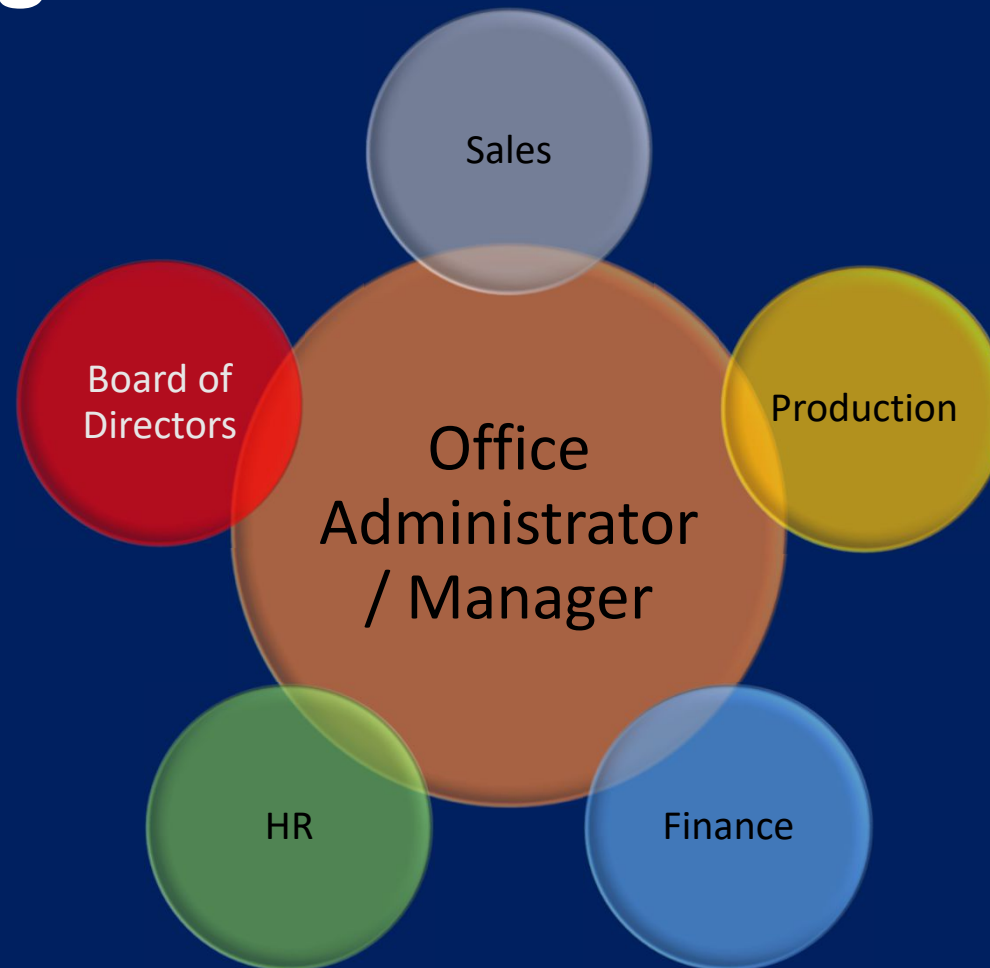 Sales
Board of
Directors
Production
Office
Administrator
/ Manager
HR
Finance